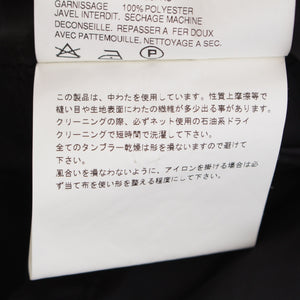 GARNISSAGE 100%POLYESTER
JAVEL INTERDIT. SECHAGE MACHINE
DECONSEILLE. REPASSER A FER DOUX
AVEC PATTEMOUILLE, NETTOYAGE A SEC.
P
この製品は、中わたを使用しています。性質上摩擦等で
縫い目や生地表面にわたの繊維が多少出る事があります。
クリーニングの際、必ずネット使用の石油系ドライ
クリーニングで短時間で洗濯して下さい。
全てのタンブラー乾燥は形を損ないますので避けて
下さい。
風合いを損わないように、アイロンを掛ける場合は必
ず当て布を使い形を整える程度にして下さい。